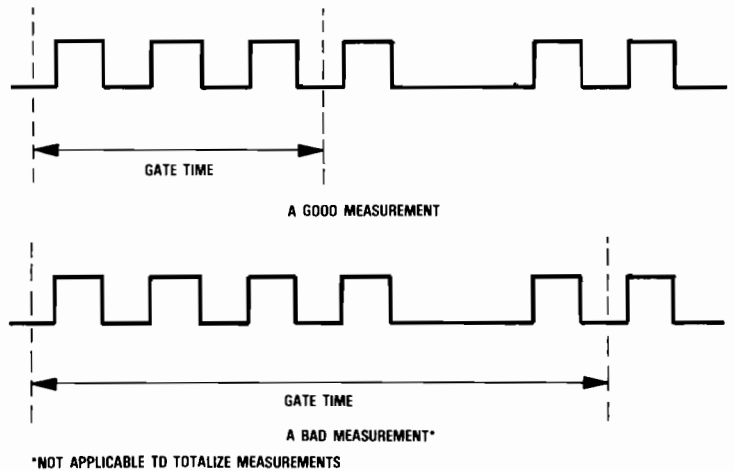 GATE TIME
A GOOD MEASUREMENT
GATE TIME
A BAD MEASUREMENT*
*NOT APPLICABLE TO TOTALIZE MEASUREMENTS